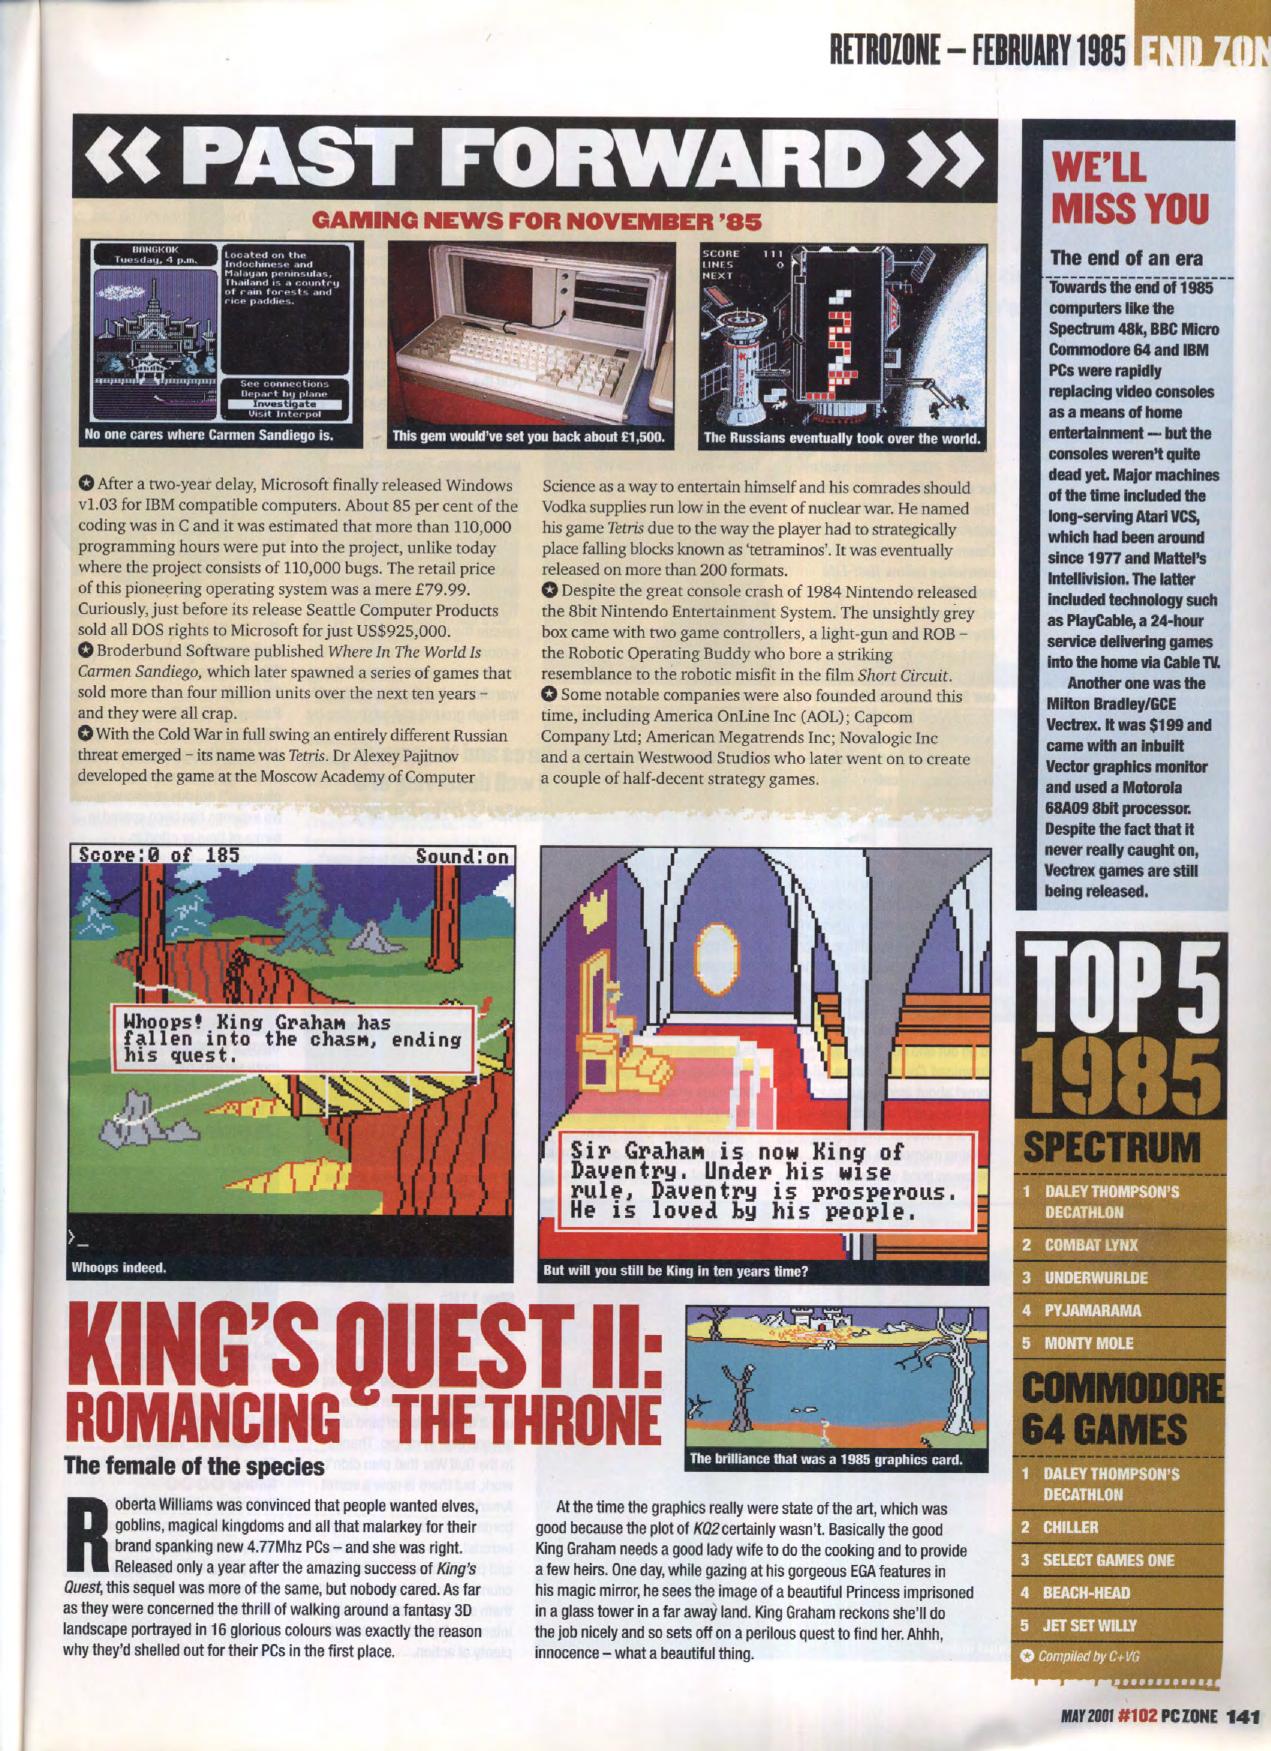 RETROZONE – FEBRUARY 1985 END ZON
« PAST FORWARD »
GAMING NEWS FOR NOVEMBER '85
BANGKOK
Tuesday, 4 p.m.
Located on the
Indochinese and
Malayan peninsulas,
Thailand is a country
of rain forests and
rice paddies.
See connections
Depart by plane
Investigate
Visit Interpol
No one cares where Carmen Sandiego is.
This gem would've set you back about £1,500.
SCORE 111
LINES 0
NEXT
The Russians eventually took over the world.
✪ After a two-year delay, Microsoft finally released Windows
v1.03 for IBM compatible computers. About 85 per cent of the
coding was in C and it was estimated that more than 110,000
programming hours were put into the project, unlike today
where the project consists of 110,000 bugs. The retail price
of this pioneering operating system was a mere £79.99.
Curiously, just before its release Seattle Computer Products
sold all DOS rights to Microsoft for just US$925,000.
✪ Broderbund Software published Where In The World Is
Carmen Sandiego, which later spawned a series of games that
sold more than four million units over the next ten years –
and they were all crap.
✪ With the Cold War in full swing an entirely different Russian
threat emerged – its name was Tetris. Dr Alexey Pajitnov
developed the game at the Moscow Academy of Computer
Science as a way to entertain himself and his comrades should
Vodka supplies run low in the event of nuclear war. He named
his game Tetris due to the way the player had to strategically
place falling blocks known as 'tetraminos'. It was eventually
released on more than 200 formats.
✪ Despite the great console crash of 1984 Nintendo released
the 8bit Nintendo Entertainment System. The unsightly grey
box came with two game controllers, a light-gun and ROB –
the Robotic Operating Buddy who bore a striking
resemblance to the robotic misfit in the film Short Circuit.
✪ Some notable companies were also founded around this
time, including America OnLine Inc (AOL); Capcom
Company Ltd; American Megatrends Inc; Novalogic Inc
and a certain Westwood Studios who later went on to create
a couple of half-decent strategy games.
WE'LL
MISS YOU
The end of an era
Towards the end of 1985
computers like the
Spectrum 48k, BBC Micro
Commodore 64 and IBM
PCs were rapidly
replacing video consoles
as a means of home
entertainment — but the
consoles weren't quite
dead yet. Major machines
of the time included the
long-serving Atari VCS,
which had been around
since 1977 and Mattel's
Intellivision. The latter
included technology such
as PlayCable, a 24-hour
service delivering games
into the home via Cable TV.
Another one was the
Milton Bradley/GCE
Vectrex. It was $199 and
came with an inbuilt
Vector graphics monitor
and used a Motorola
68A09 8bit processor.
Despite the fact that it
never really caught on,
Vectrex games are still
being released.
Score:0 of 185 Sound:on
Whoops! King Graham has
fallen into the chasm, ending
his quest.
>_
Whoops indeed.
Sir Graham is now King of
Daventry. Under his wise
rule, Daventry is prosperous.
He is loved by his people.
But will you still be King in ten years time?
KING'S QUEST II:
ROMANCING THE THRONE
The female of the species
The brilliance that was a 1985 graphics card.
Roberta Williams was convinced that people wanted elves,
goblins, magical kingdoms and all that malarkey for their
brand spanking new 4.77Mhz PCs – and she was right.
Released only a year after the amazing success of King's
Quest, this sequel was more of the same, but nobody cared. As far
as they were concerned the thrill of walking around a fantasy 3D
landscape portrayed in 16 glorious colours was exactly the reason
why they'd shelled out for their PCs in the first place.
At the time the graphics really were state of the art, which was
good because the plot of KQ2 certainly wasn't. Basically the good
King Graham needs a good lady wife to do the cooking and to provide
a few heirs. One day, while gazing at his gorgeous EGA features in
his magic mirror, he sees the image of a beautiful Princess imprisoned
in a glass tower in a far away land. King Graham reckons she'll do
the job nicely and so sets off on a perilous quest to find her. Ahhh,
innocence – what a beautiful thing.
TOP 5
1985
SPECTRUM
1 DALEY THOMPSON'S
DECATHLON
2 COMBAT LYNX
3 UNDERWURLDE
4 PYJAMARAMA
5 MONTY MOLE
COMMODORE
64 GAMES
1 DALEY THOMPSON'S
DECATHLON
2 CHILLER
3 SELECT GAMES ONE
4 BEACH-HEAD
5 JET SET WILLY
✪ Compiled by C+VG
MAY 2001 #102 PC ZONE 141